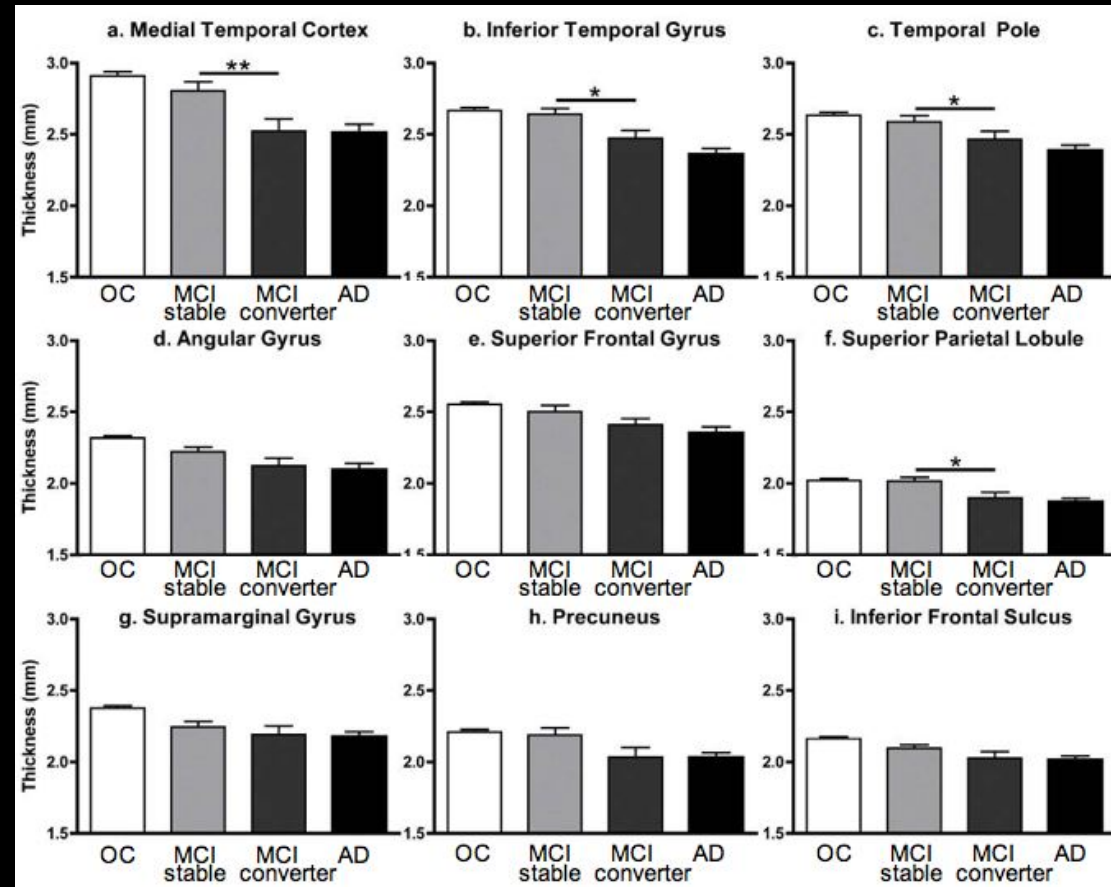 a. Medial Temporal Cortex
Thickness (mm)
3.0
2.5
2.0
1.5
**
OC MCI MCI AD
stable converter
b. Inferior Temporal Gyrus
3.0
2.5
2.0
1.5
*
OC MCI MCI AD
stable converter
c. Temporal Pole
3.0
2.5
2.0
1.5
*
OC MCI MCI AD
stable converter
d. Angular Gyrus
Thickness (mm)
3.0
2.5
2.0
1.5
OC MCI MCI AD
stable converter
e. Superior Frontal Gyrus
3.0
2.5
2.0
1.5
OC MCI MCI AD
stable converter
f. Superior Parietal Lobule
3.0
2.5
2.0
1.5
*
OC MCI MCI AD
stable converter
g. Supramarginal Gyrus
Thickness (mm)
3.0
2.5
2.0
1.5
OC MCI MCI AD
stable converter
h. Precuneus
3.0
2.5
2.0
1.5
OC MCI MCI AD
stable converter
i. Inferior Frontal Sulcus
3.0
2.5
2.0
1.5
OC MCI MCI AD
stable converter